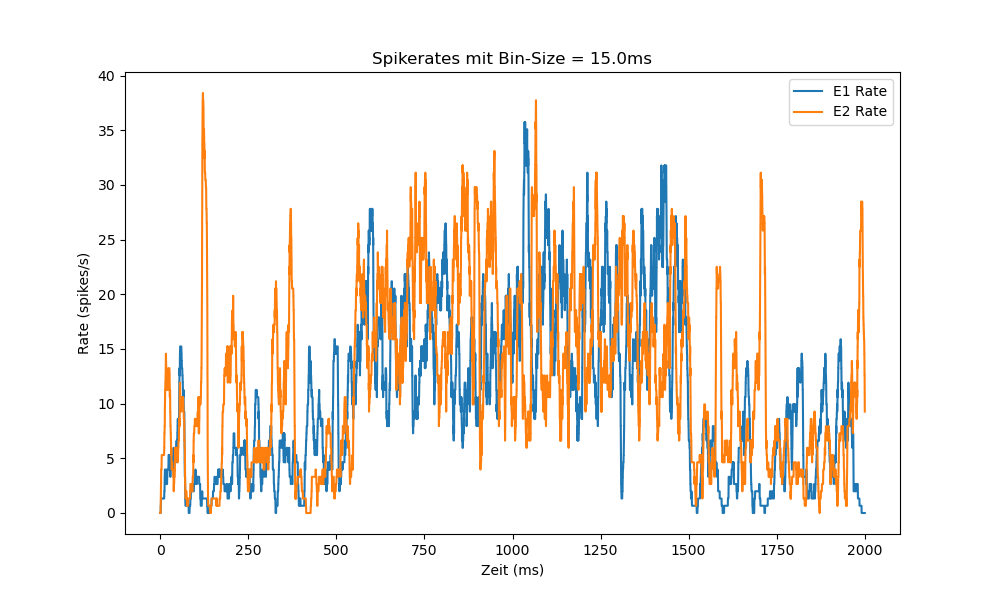 Spikerates mit Bin-Size = 15.0ms
E1 Rate
E2 Rate
Rate (spikes/s)
40
35
30
25
20
15
10
5
0
0 250 500 750 1000 1250 1500 1750 2000
Zeit (ms)